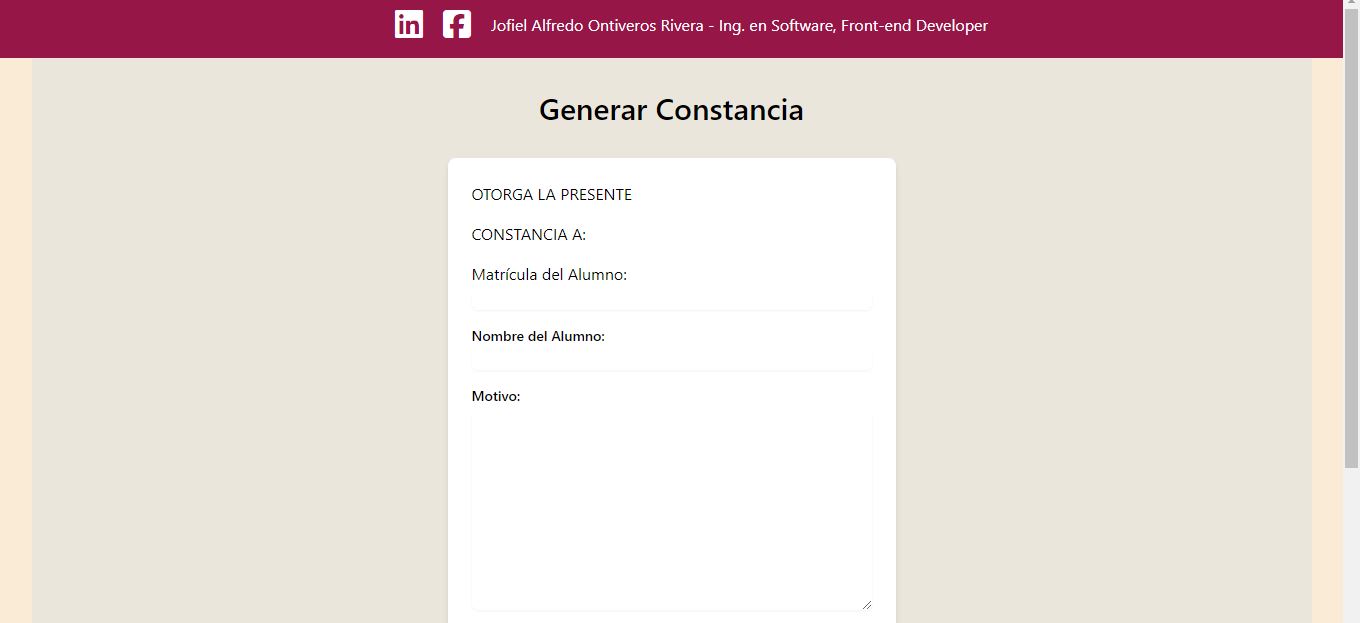 in f Jofiel Alfredo Ontiveros Rivera - Ing. en Software, Front-end Developer
Generar Constancia
OTORGA LA PRESENTE
CONSTANCIA A:
Matrícula del Alumno:
Nombre del Alumno:
Motivo: